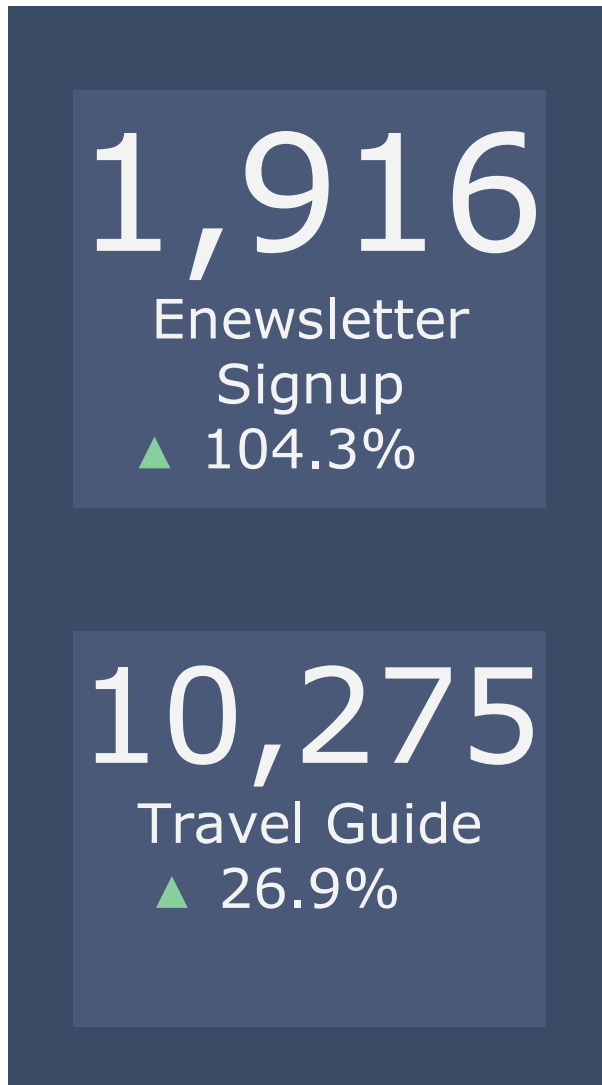 1,916
Enewsletter
Signup
▲ 104.3%
10,275
Travel Guide
▲ 26.9%